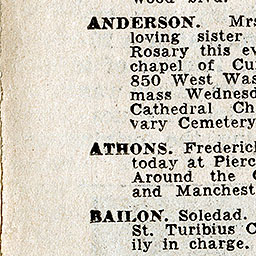 wood blvd.
ANDERSON. Mrs
loving sister
Rosary this ev
chapel of Cu
850 West Was
mass Wednesd
Cathedral Ch
vary Cemetery
ATHONS. Frederick
today at Pierc
Around the
and Manchest
BAILON. Soledad.
St. Turibius C
ily in charge.